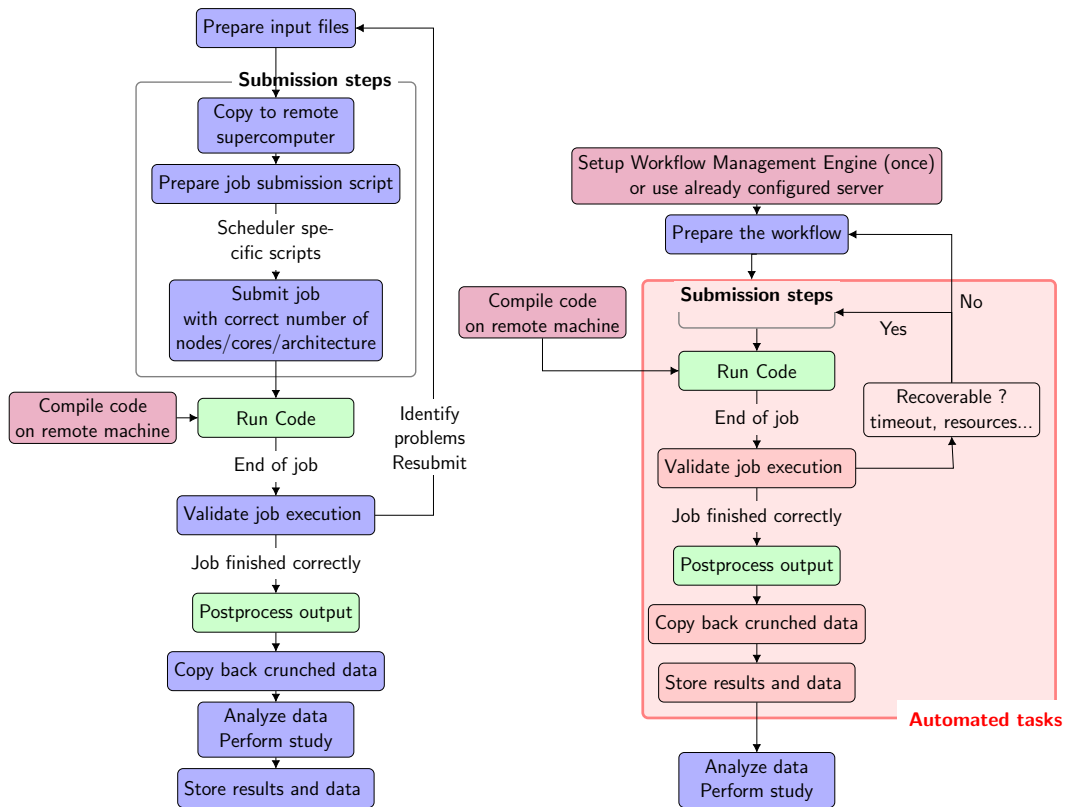 Prepare input files
Submission steps
Copy to remote
supercomputer
Prepare job submission script
Scheduler spe-
cific scripts
Submit job
with correct number of
nodes/cores/architecture
Compile code
on remote machine
Run Code
Identify
problems
Resubmit
End of job
Validate job execution
Job finished correctly
Postprocess output
Copy back crunched data
Analyze data
Perform study
Store results and data
Setup Workflow Management Engine (once)
or use already configured server
Prepare the workflow
Submission steps
No
Yes
Compile code
on remote machine
Run Code
Recoverable ?
timeout, resources...
End of job
Validate job execution
Job finished correctly
Postprocess output
Copy back crunched data
Store results and data
Automated tasks
Analyze data
Perform study